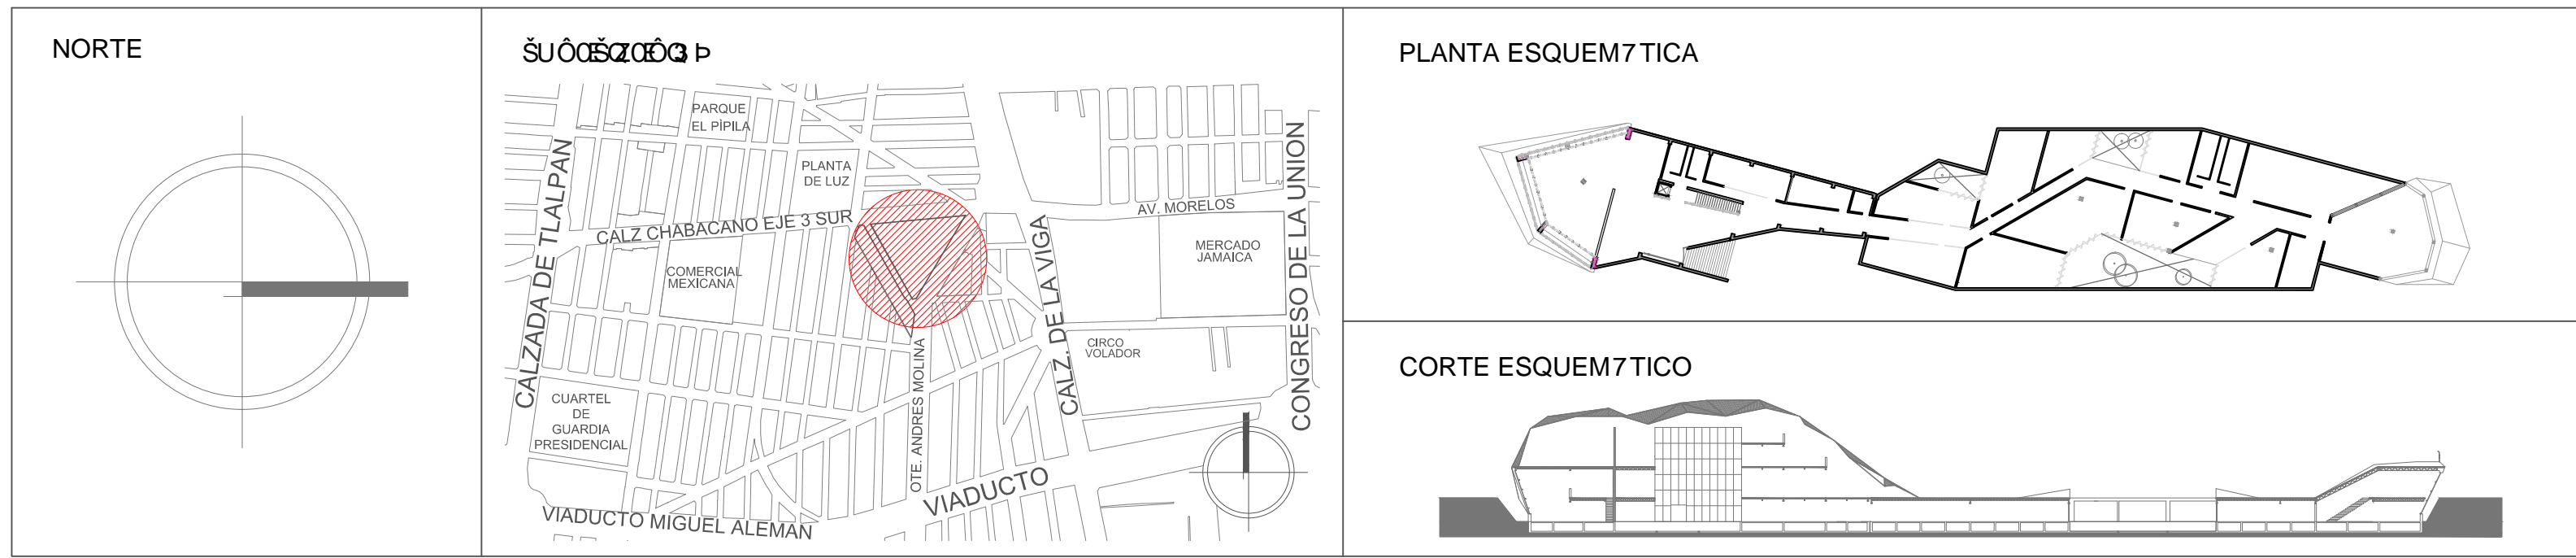 NORTE
PARQUE
EL PÌPILA
PLANTA
DE LUZ
CALZADA DE TLALPAN
CALZ CHABACANO EJE 3 SUR
COMERCIAL
MEXICANA
AV. MORELOS
MERCADO
JAMAICA
CONGRESO DE LA UNION
CALZ. DE LA VIGA
CIRCO
VOLADOR
OTE. ANDRES MOLINA
CUARTEL
DE
GUARDIA
PRESIDENCIAL
VIADUCTO
VIADUCTO MIGUEL ALEMAN
PLANTA ESQUEM7TICA
CORTE ESQUEM7TICO